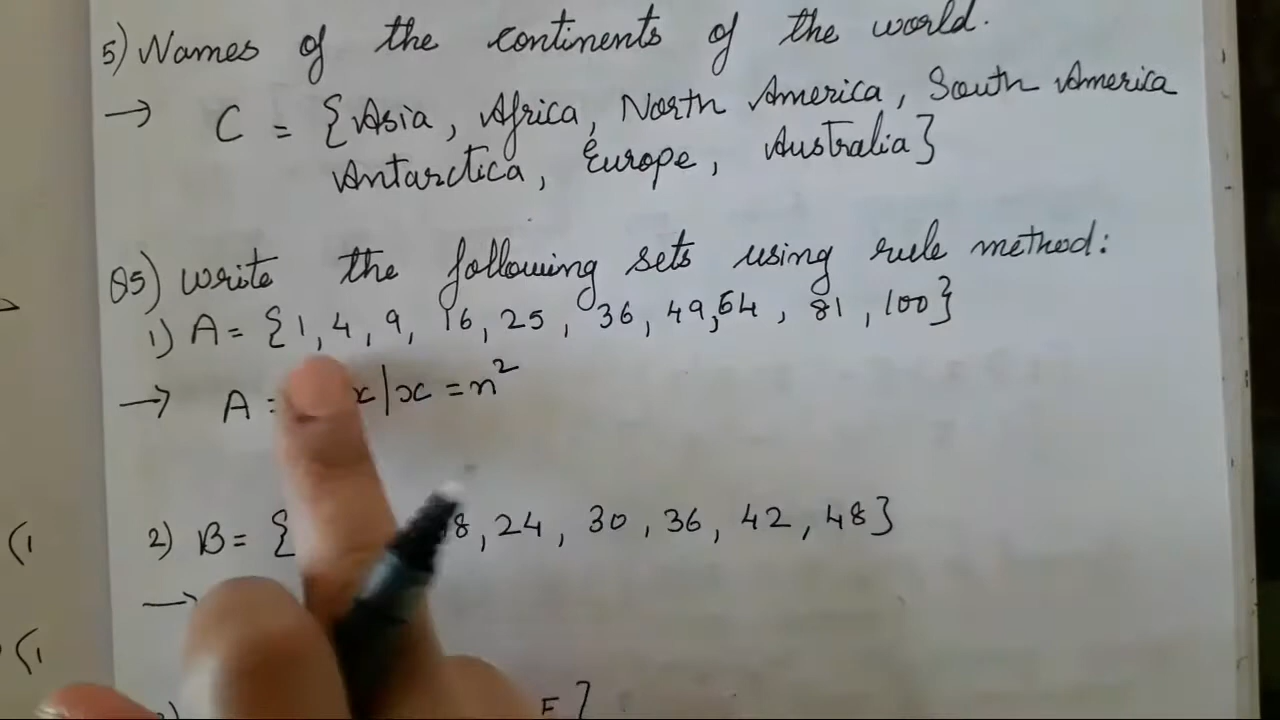 5) Names of the continents of the world.
→ C = {Asia, Africa, North America, South America
Antarctica, Europe, Australia}
Q5) Write the following sets using rule method:
1) A = {1, 4, 9, 16, 25, 36, 49, 64, 81, 100}
→ A = x|x = n²
2) B = { 8, 24, 30, 36, 42, 48}
→